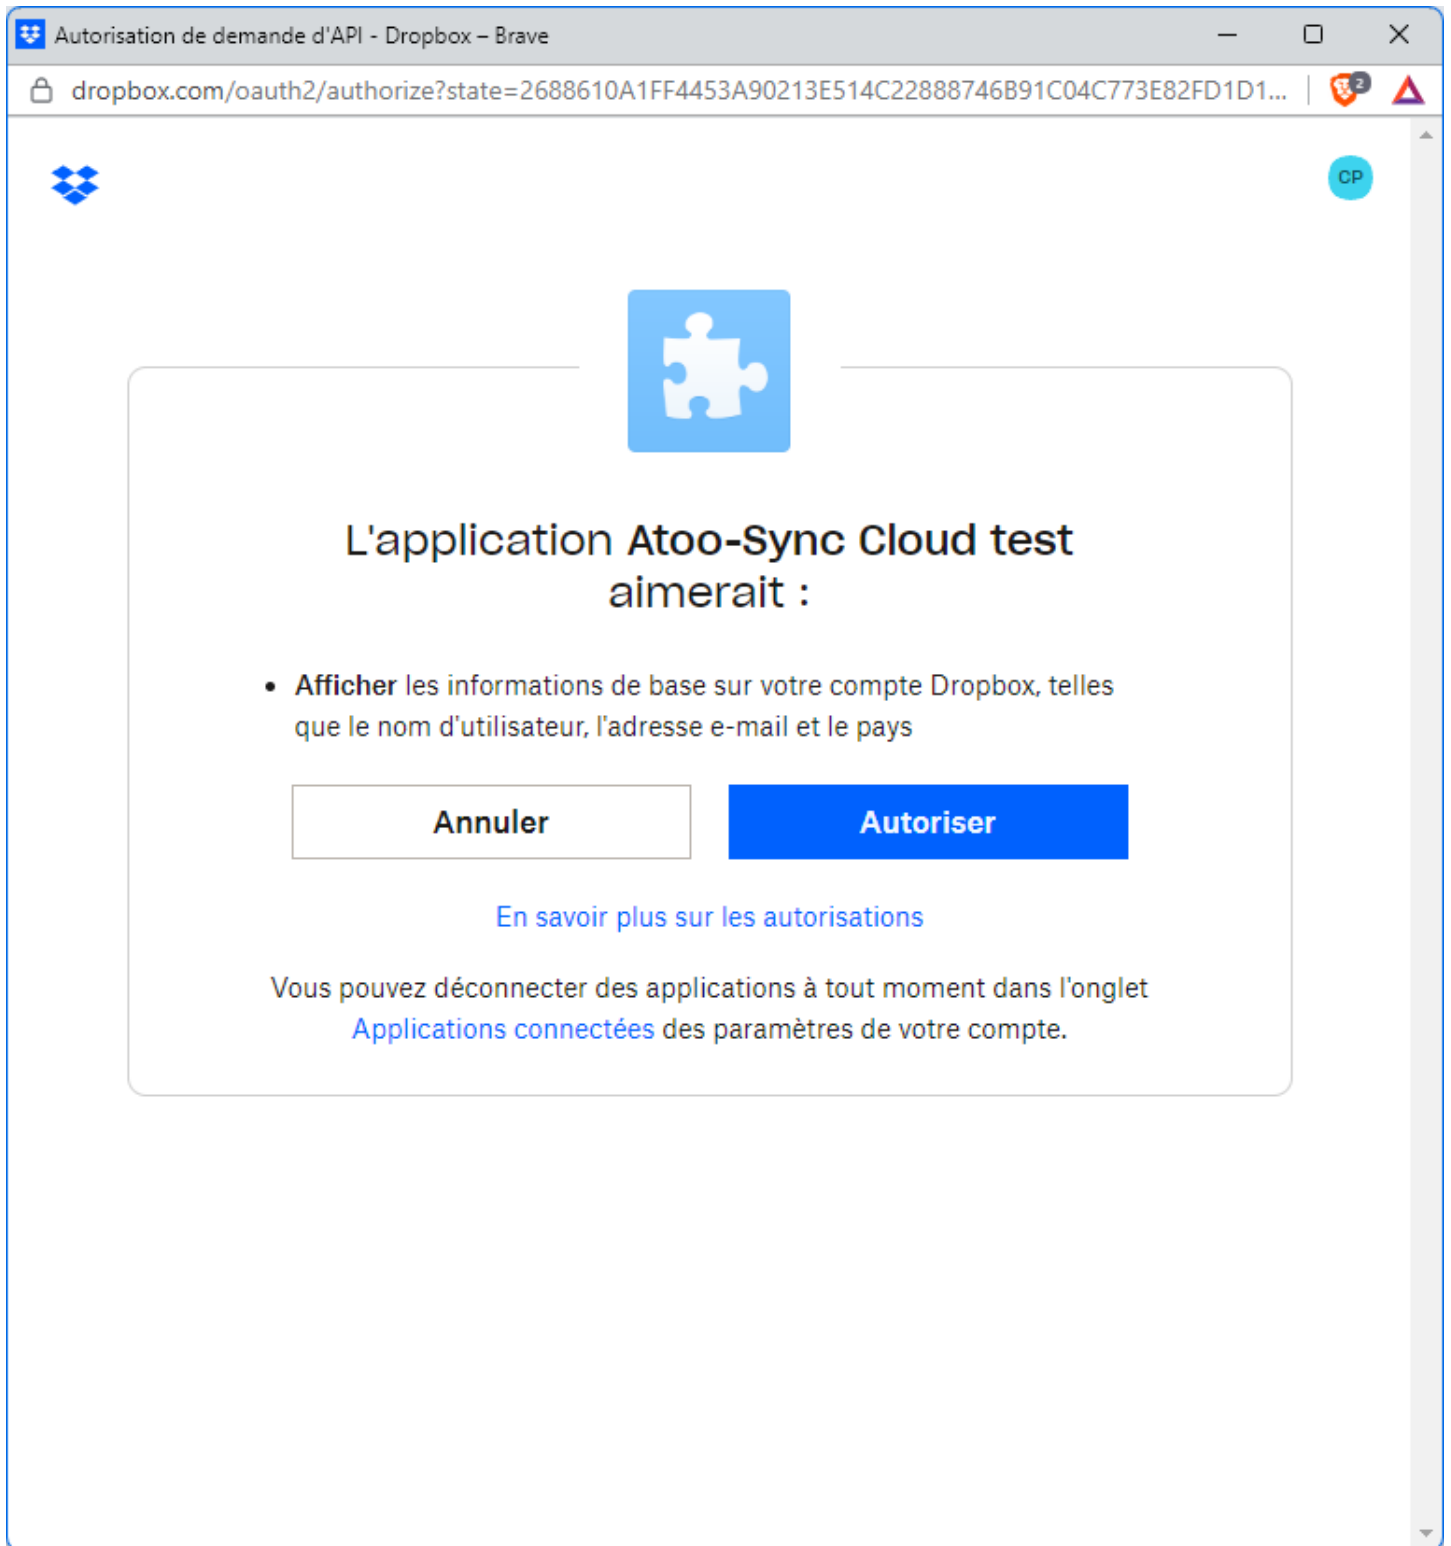 Autorisation de demande d'API - Dropbox – Brave
dropbox.com/oauth2/authorize?state=2688610A1FF4453A90213E514C22888746B91C04C773E82FD1D1...
2
CP
L'application Atoo-Sync Cloud test
aimerait :
• Afficher les informations de base sur votre compte Dropbox, telles
que le nom d'utilisateur, l'adresse e-mail et le pays
Annuler
Autoriser
En savoir plus sur les autorisations
Vous pouvez déconnecter des applications à tout moment dans l'onglet
Applications connectées des paramètres de votre compte.